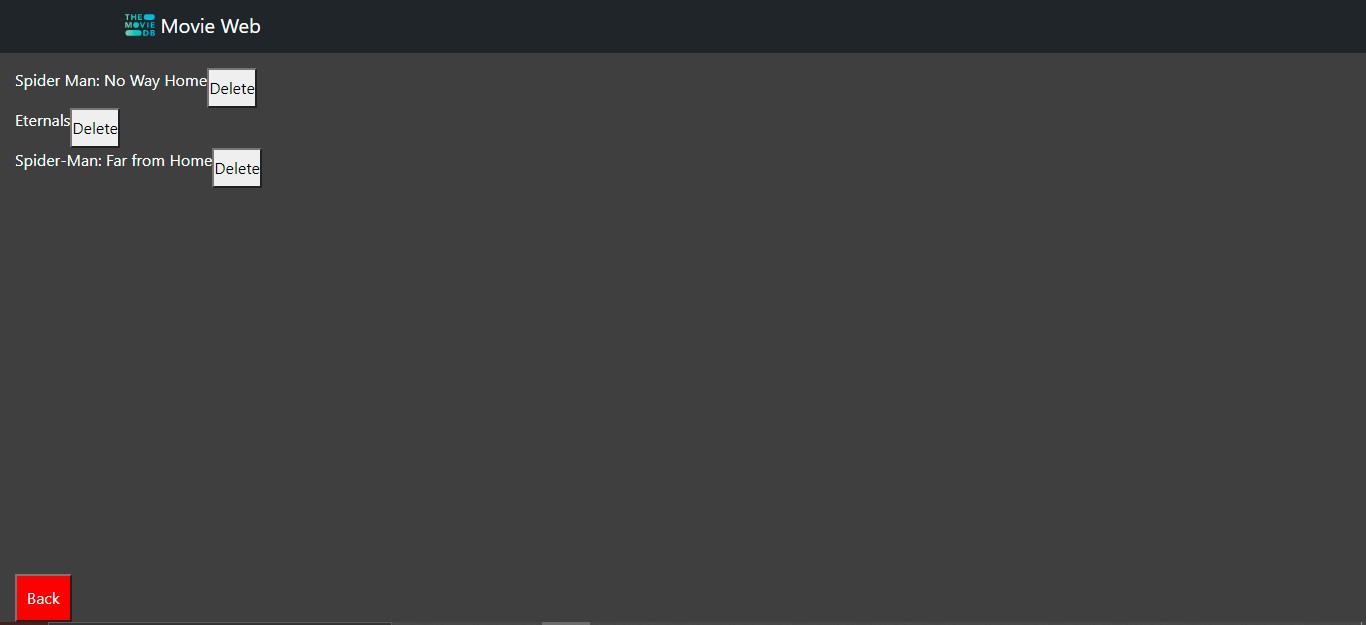 THE MOVIE DB Movie Web
Spider Man: No Way Home Delete
Eternals Delete
Spider-Man: Far from Home Delete
Back